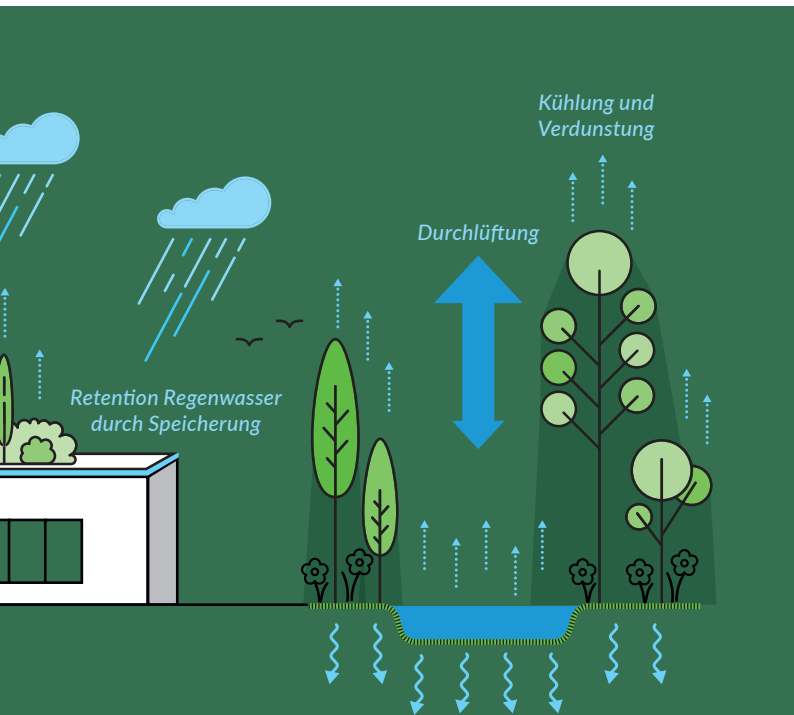 Kühlung und
Verdunstung
Durchlüftung
Retention Regenwasser
durch Speicherung